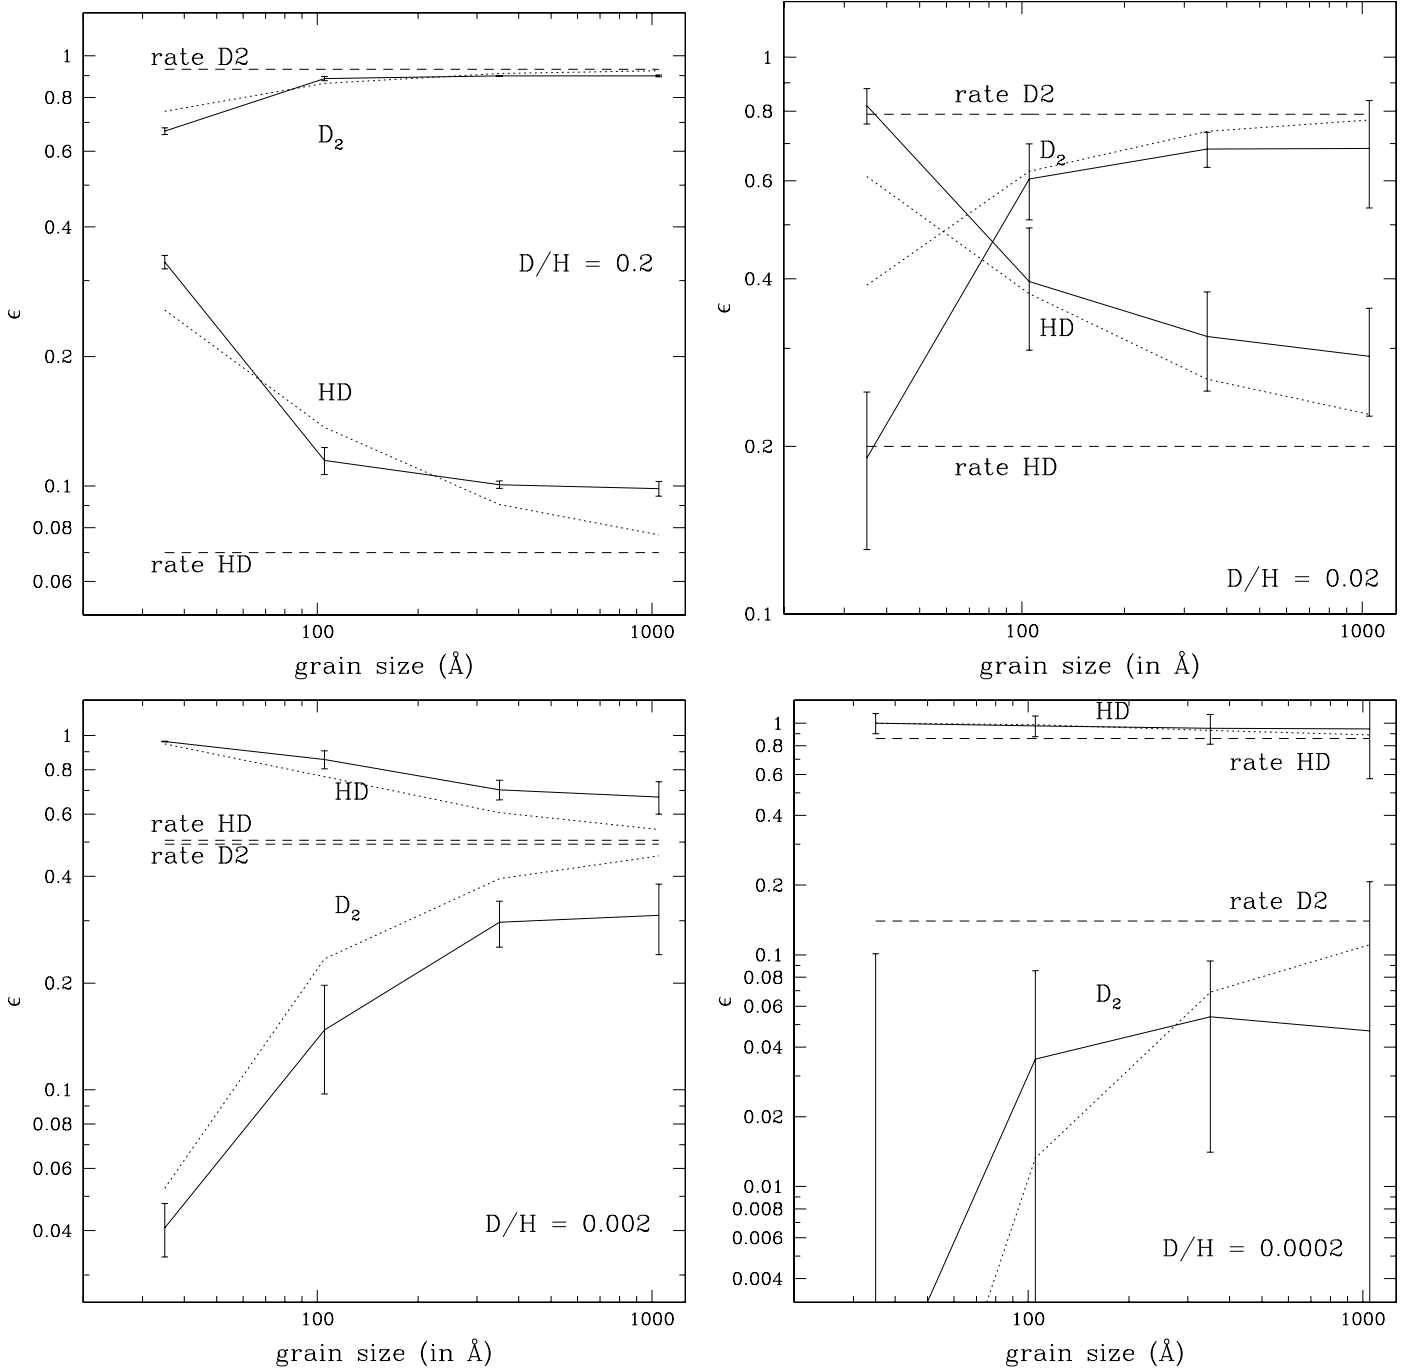 1
0.8
0.6
0.4
0.2
0.1
0.08
0.06
ϵ
rate D2
D₂
D/H = 0.2
HD
rate HD
100 1000
grain size (Å)
1
0.8
0.6
0.4
0.2
0.1
ϵ
rate D2
D₂
HD
rate HD
D/H = 0.02
100 1000
grain size (in Å)
1
0.8
0.6
0.4
0.2
0.1
0.08
0.06
0.04
ϵ
HD
rate HD
rate D2
D₂
D/H = 0.002
100 1000
grain size (in Å)
1
0.8
0.6
0.4
0.2
0.1
0.08
0.06
0.04
0.02
0.01
0.008
0.006
0.004
ϵ
HD
rate HD
rate D2
D₂
D/H = 0.0002
100 1000
grain size (in Å)